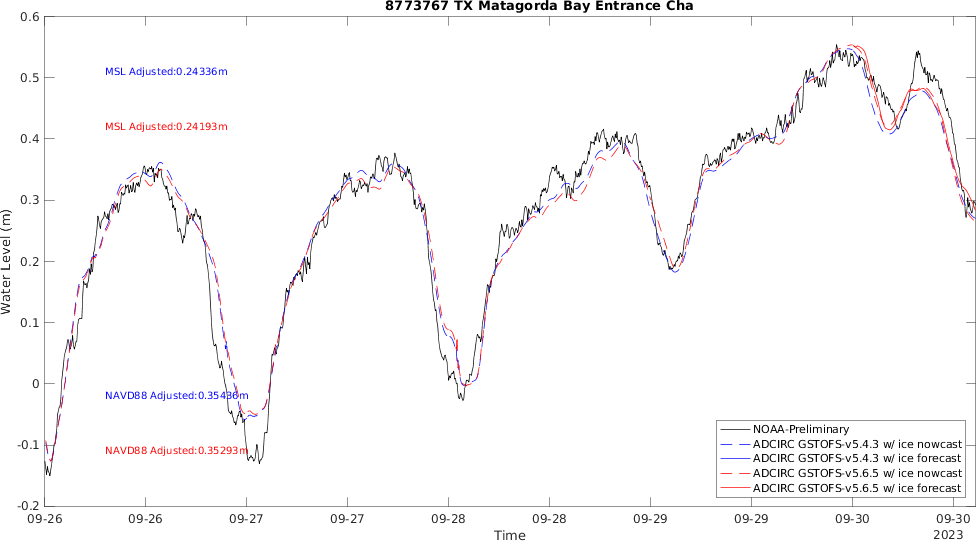 8773767 TX Matagorda Bay Entrance Cha
0.6
0.5
0.4
0.3
0.2
0.1
0
-0.1
-0.2
Water Level (m)
MSL Adjusted:0.24336m
MSL Adjusted:0.24193m
NAVD88 Adjusted:0.35436m
NAVD88 Adjusted:0.35293m
NOAA-Preliminary
ADCIRC GSTOFS-v5.4.3 w/ ice nowcast
ADCIRC GSTOFS-v5.4.3 w/ ice forecast
ADCIRC GSTOFS-v5.6.5 w/ ice nowcast
ADCIRC GSTOFS-v5.6.5 w/ ice forecast
09-26 09-26 09-27 09-27 09-28 09-28 09-29 09-29 09-30 09-30
Time
2023